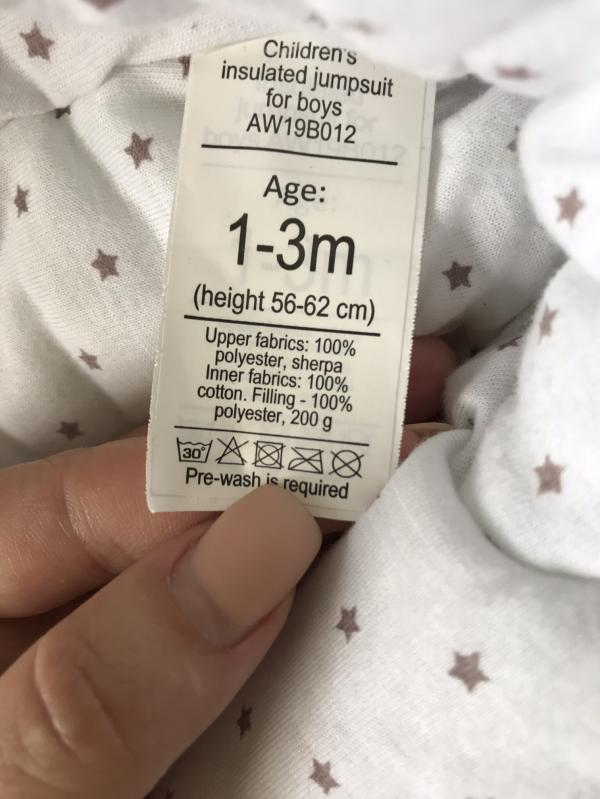 Children's
insulated jumpsuit
for boys
AW19B012
Age:
1-3m
(height 56-62 cm)
Upper fabrics: 100%
polyester, sherpa
Inner fabrics: 100%
cotton. Filling - 100%
polyester, 200 g
30°
Pre-wash is required